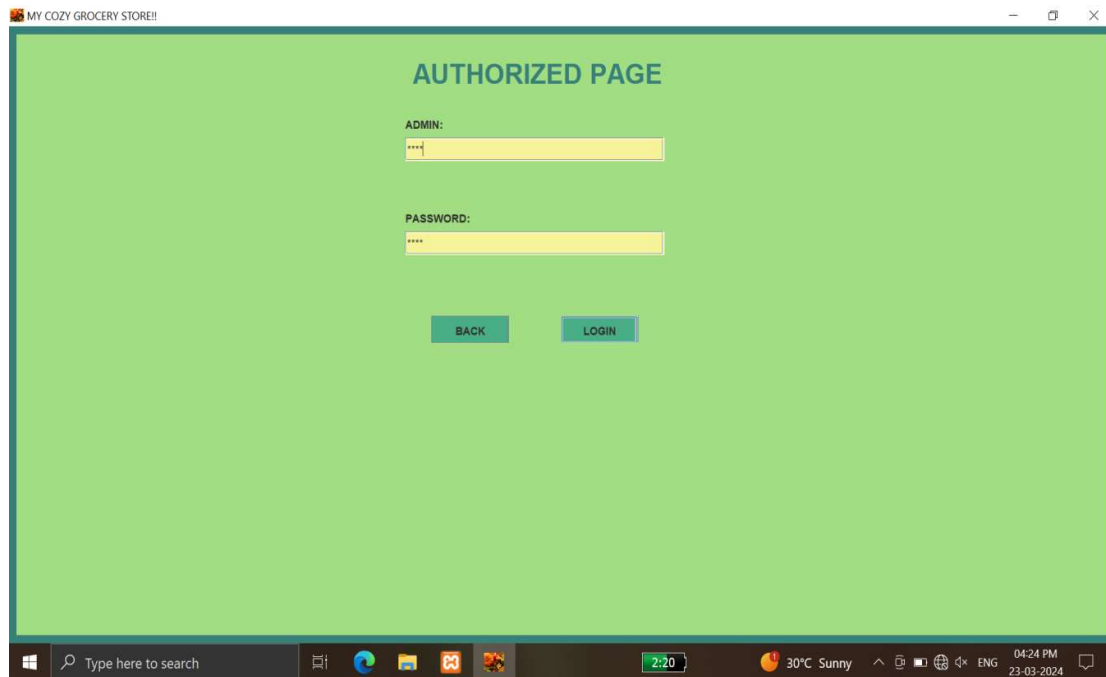 MY COZY GROCERY STORE!!
AUTHORIZED PAGE
ADMIN:
****
PASSWORD:
****
BACK LOGIN
Type here to search
2:20
1
30°C Sunny
ENG
04:24 PM
23-03-2024